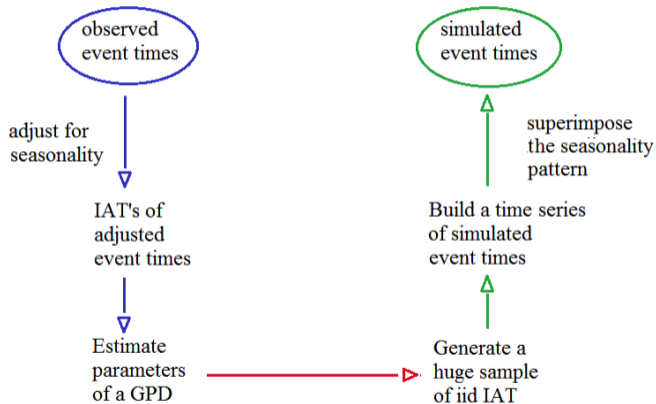 observed
event times
adjust for
seasonality
IAT's of
adjusted
event times
Estimate
parameters
of a GPD
Generate a
huge sample
of iid IAT
Build a time series
of simulated
event times
superimpose
the seasonality
pattern
simulated
event times